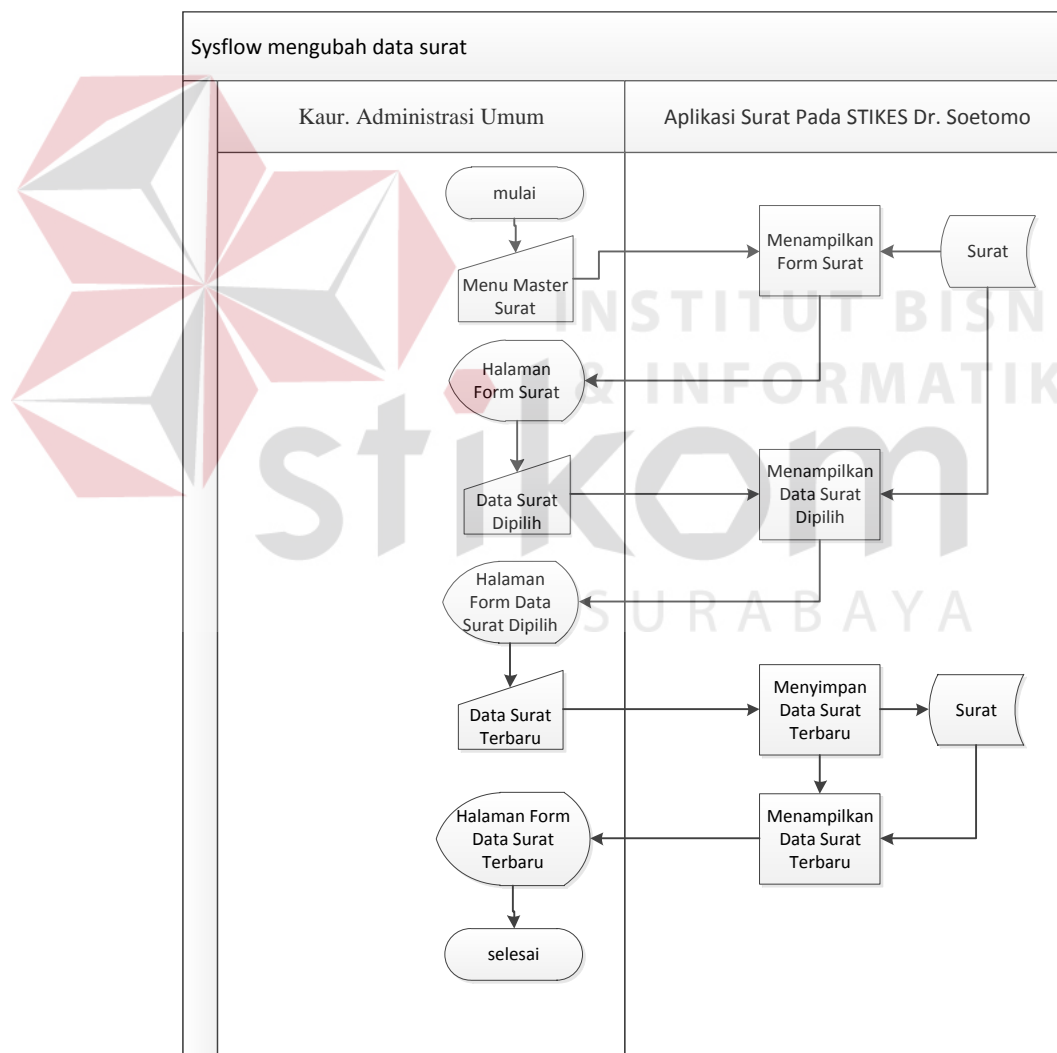 Sysflow mengubah data surat
Kaur. Administrasi Umum
Aplikasi Surat Pada STIKES Dr. Soetomo
mulai
Menu Master
Surat
Menampilkan
Form Surat
Surat
Halaman
Form Surat
Data Surat
Dipilih
Menampilkan
Data Surat
Dipilih
Halaman
Form Data
Surat Dipilih
Data Surat
Terbaru
Menyimpan
Data Surat
Terbaru
Surat
Halaman Form
Data Surat
Terbaru
Menampilkan
Data Surat
Terbaru
selesai
INSTITUT BISN
& INFORMATIK
stikom
SURABAYA